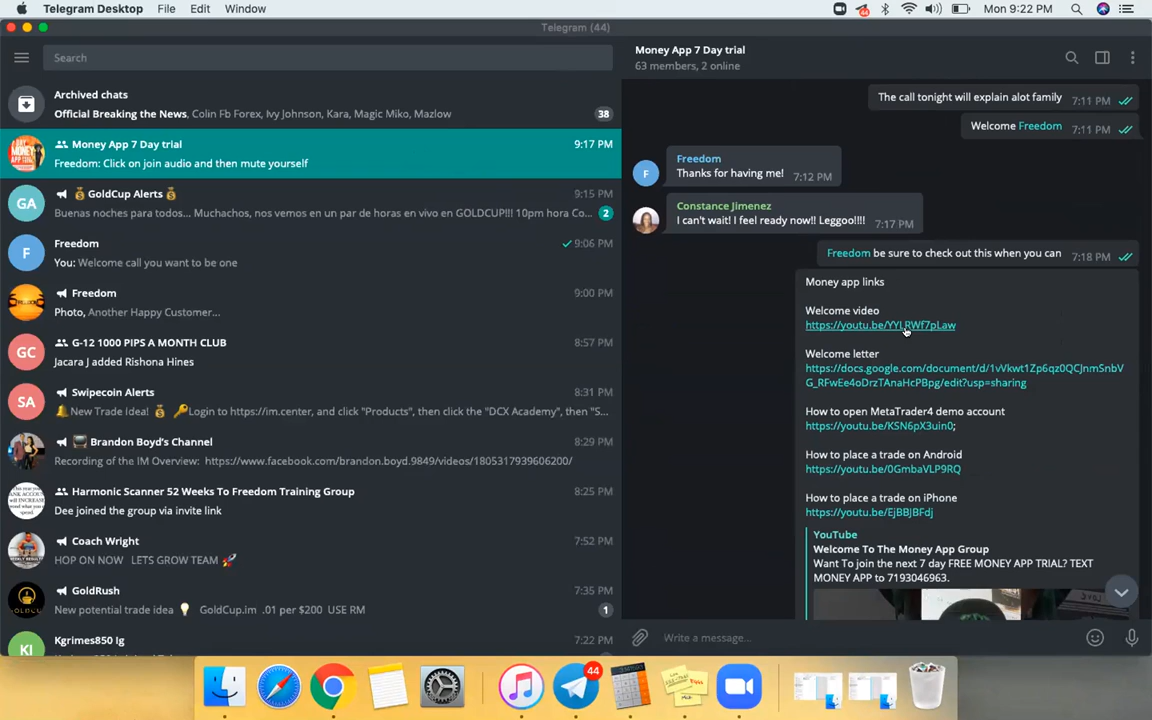 Telegram Desktop File Edit Window
44
Mon 9:22 PM
Telegram (44)
Search
Archived chats
Official Breaking the News, Colin Fb Forex, Ivy Johnson, Kara, Magic Miko, Mazlow
38
Money App 7 Day trial
9:17 PM
Freedom: Click on join audio and then mute yourself
GA
GoldCup Alerts
9:15 PM
Buenas noches para todos... Muchachos, nos vemos en un par de horas en vivo en GOLDCUP!!! 10pm hora Co...
2
F
Freedom
9:06 PM
You: Welcome call you want to be one
Freedom
9:00 PM
Photo, Another Happy Customer...
GC
G-12 1000 PIPS A MONTH CLUB
8:57 PM
Jacara J added Rishona Hines
SA
Swipecoin Alerts
8:40 PM
New Trade Idea! Login to https://im.center, and click "Products", then click the "DCX Academy", then "S...
Brandon Boyd's Channel
8:29 PM
Recording of the IM Overview: https://www.facebook.com/brandon.boyd.9849/videos/1805317939606200/
Harmonic Scanner 52 Weeks To Freedom Training Group
8:25 PM
Dee joined the group via invite link
Coach Wright
7:52 PM
HOP ON NOW LETS GROW TEAM
GoldRush
7:35 PM
New potential trade idea GoldCup.im .01 per $200 USE RM
1
KI
Kgrimes850 Ig
7:22 PM
Money App 7 Day trial
63 members, 2 online
The call tonight will explain alot family
7:11 PM
Welcome Freedom
7:11 PM
F
Freedom
Thanks for having me!
7:12 PM
Constance Jimenez
I can't wait! I feel ready now!! Leggoo!!!!
7:17 PM
Freedom be sure to check out this when you can
7:18 PM
Money app links
Welcome video
https://youtu.be/YYLRWf7pLaw
Welcome letter
https://docs.google.com/document/d/1vVkwt1Zp6qz0QCJnmSnbV
G_RFwEe4oDrzTAnaHcPBpg/edit?usp=sharing
How to open MetaTrader4 demo account
https://youtu.be/KSN6pX3uin0;
How to place a trade on Android
https://youtu.be/0GmbaVLP9RQ
How to place a trade on iPhone
https://youtu.be/EjBBJBFdj
YouTube
Welcome To The Money App Group
Want To join the next 7 day FREE MONEY APP TRIAL? TEXT
MONEY APP to 7193046963.
Write a message...
44